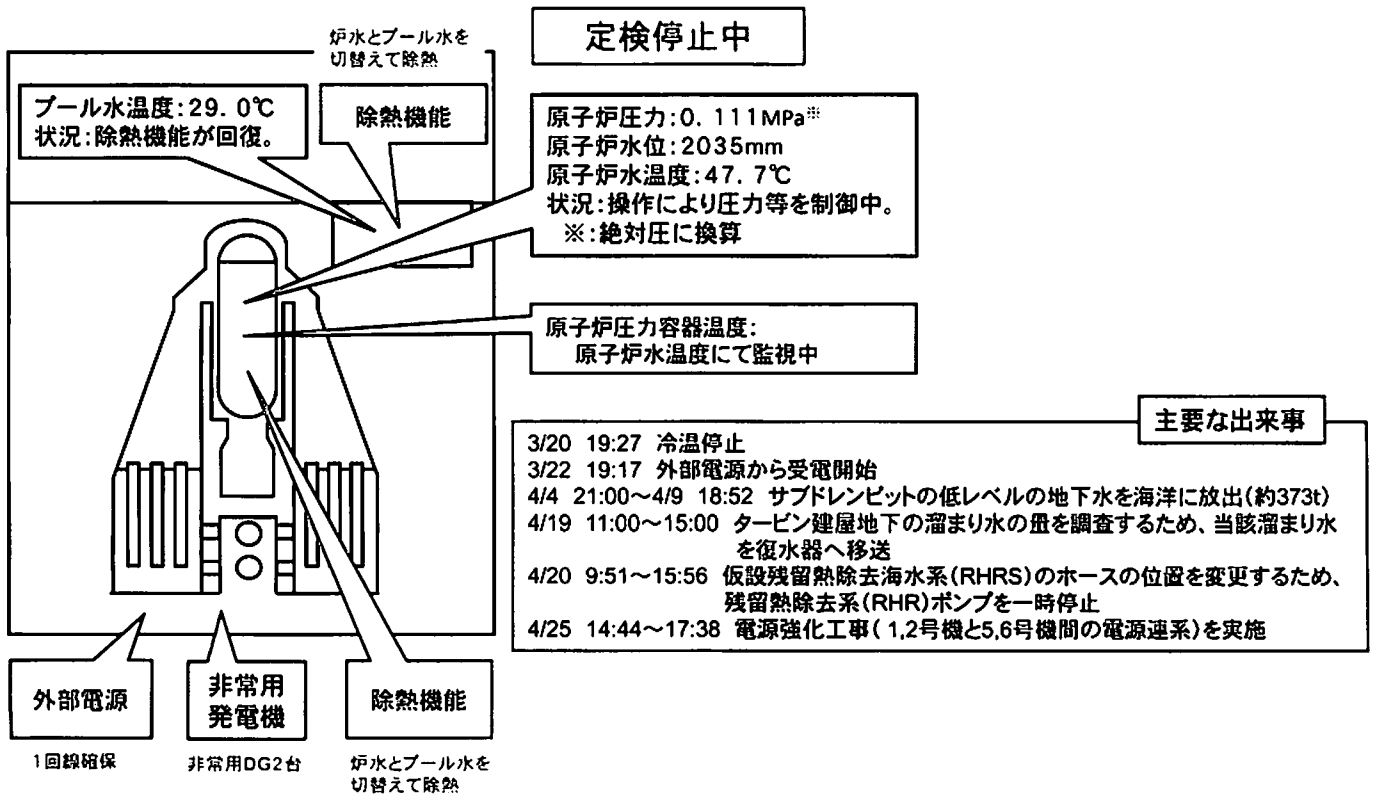 定検停止中
炉水とプール水を
切替えて除熱
プール水温度:29. 0℃
状況:除熱機能が回復。
除熱機能
原子炉圧力:0. 111MPa※
原子炉水位:2035mm
原子炉水温度:47. 7℃
状況:操作により圧力等を制御中。
※:絶対圧に換算
原子炉圧力容器温度:
原子炉水温度にて監視中
主要な出来事
3/20 19:27 冷温停止
3/22 19:17 外部電源から受電開始
4/4 21:00～4/9 18:52 サブドレンピットの低レベルの地下水を海洋に放出(約373t)
4/19 11:00～15:00 タービン建屋地下の溜まり水の量を調査するため、当該溜まり水
を復水器へ移送
4/20 9:51～15:56 仮設残留熱除去海水系(RHRS)のホースの位置を変更するため、
残留熱除去系(RHR)ポンプを一時停止
4/25 14:44～17:38 電源強化工事( 1,2号機と5,6号機間の電源連系)を実施
外部電源
1回線確保
非常用
発電機
非常用DG2台
除熱機能
炉水とプール水を
切替えて除熱